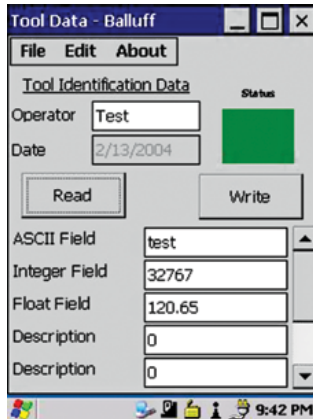 Tool Data - Balluff
File Edit About
Tool Identification Data
Status
Operator Test
Date 2/13/2004
Read Write
ASCII Field test
Integer Field 32767
Float Field 120.65
Description 0
Description 0
9:42 PM